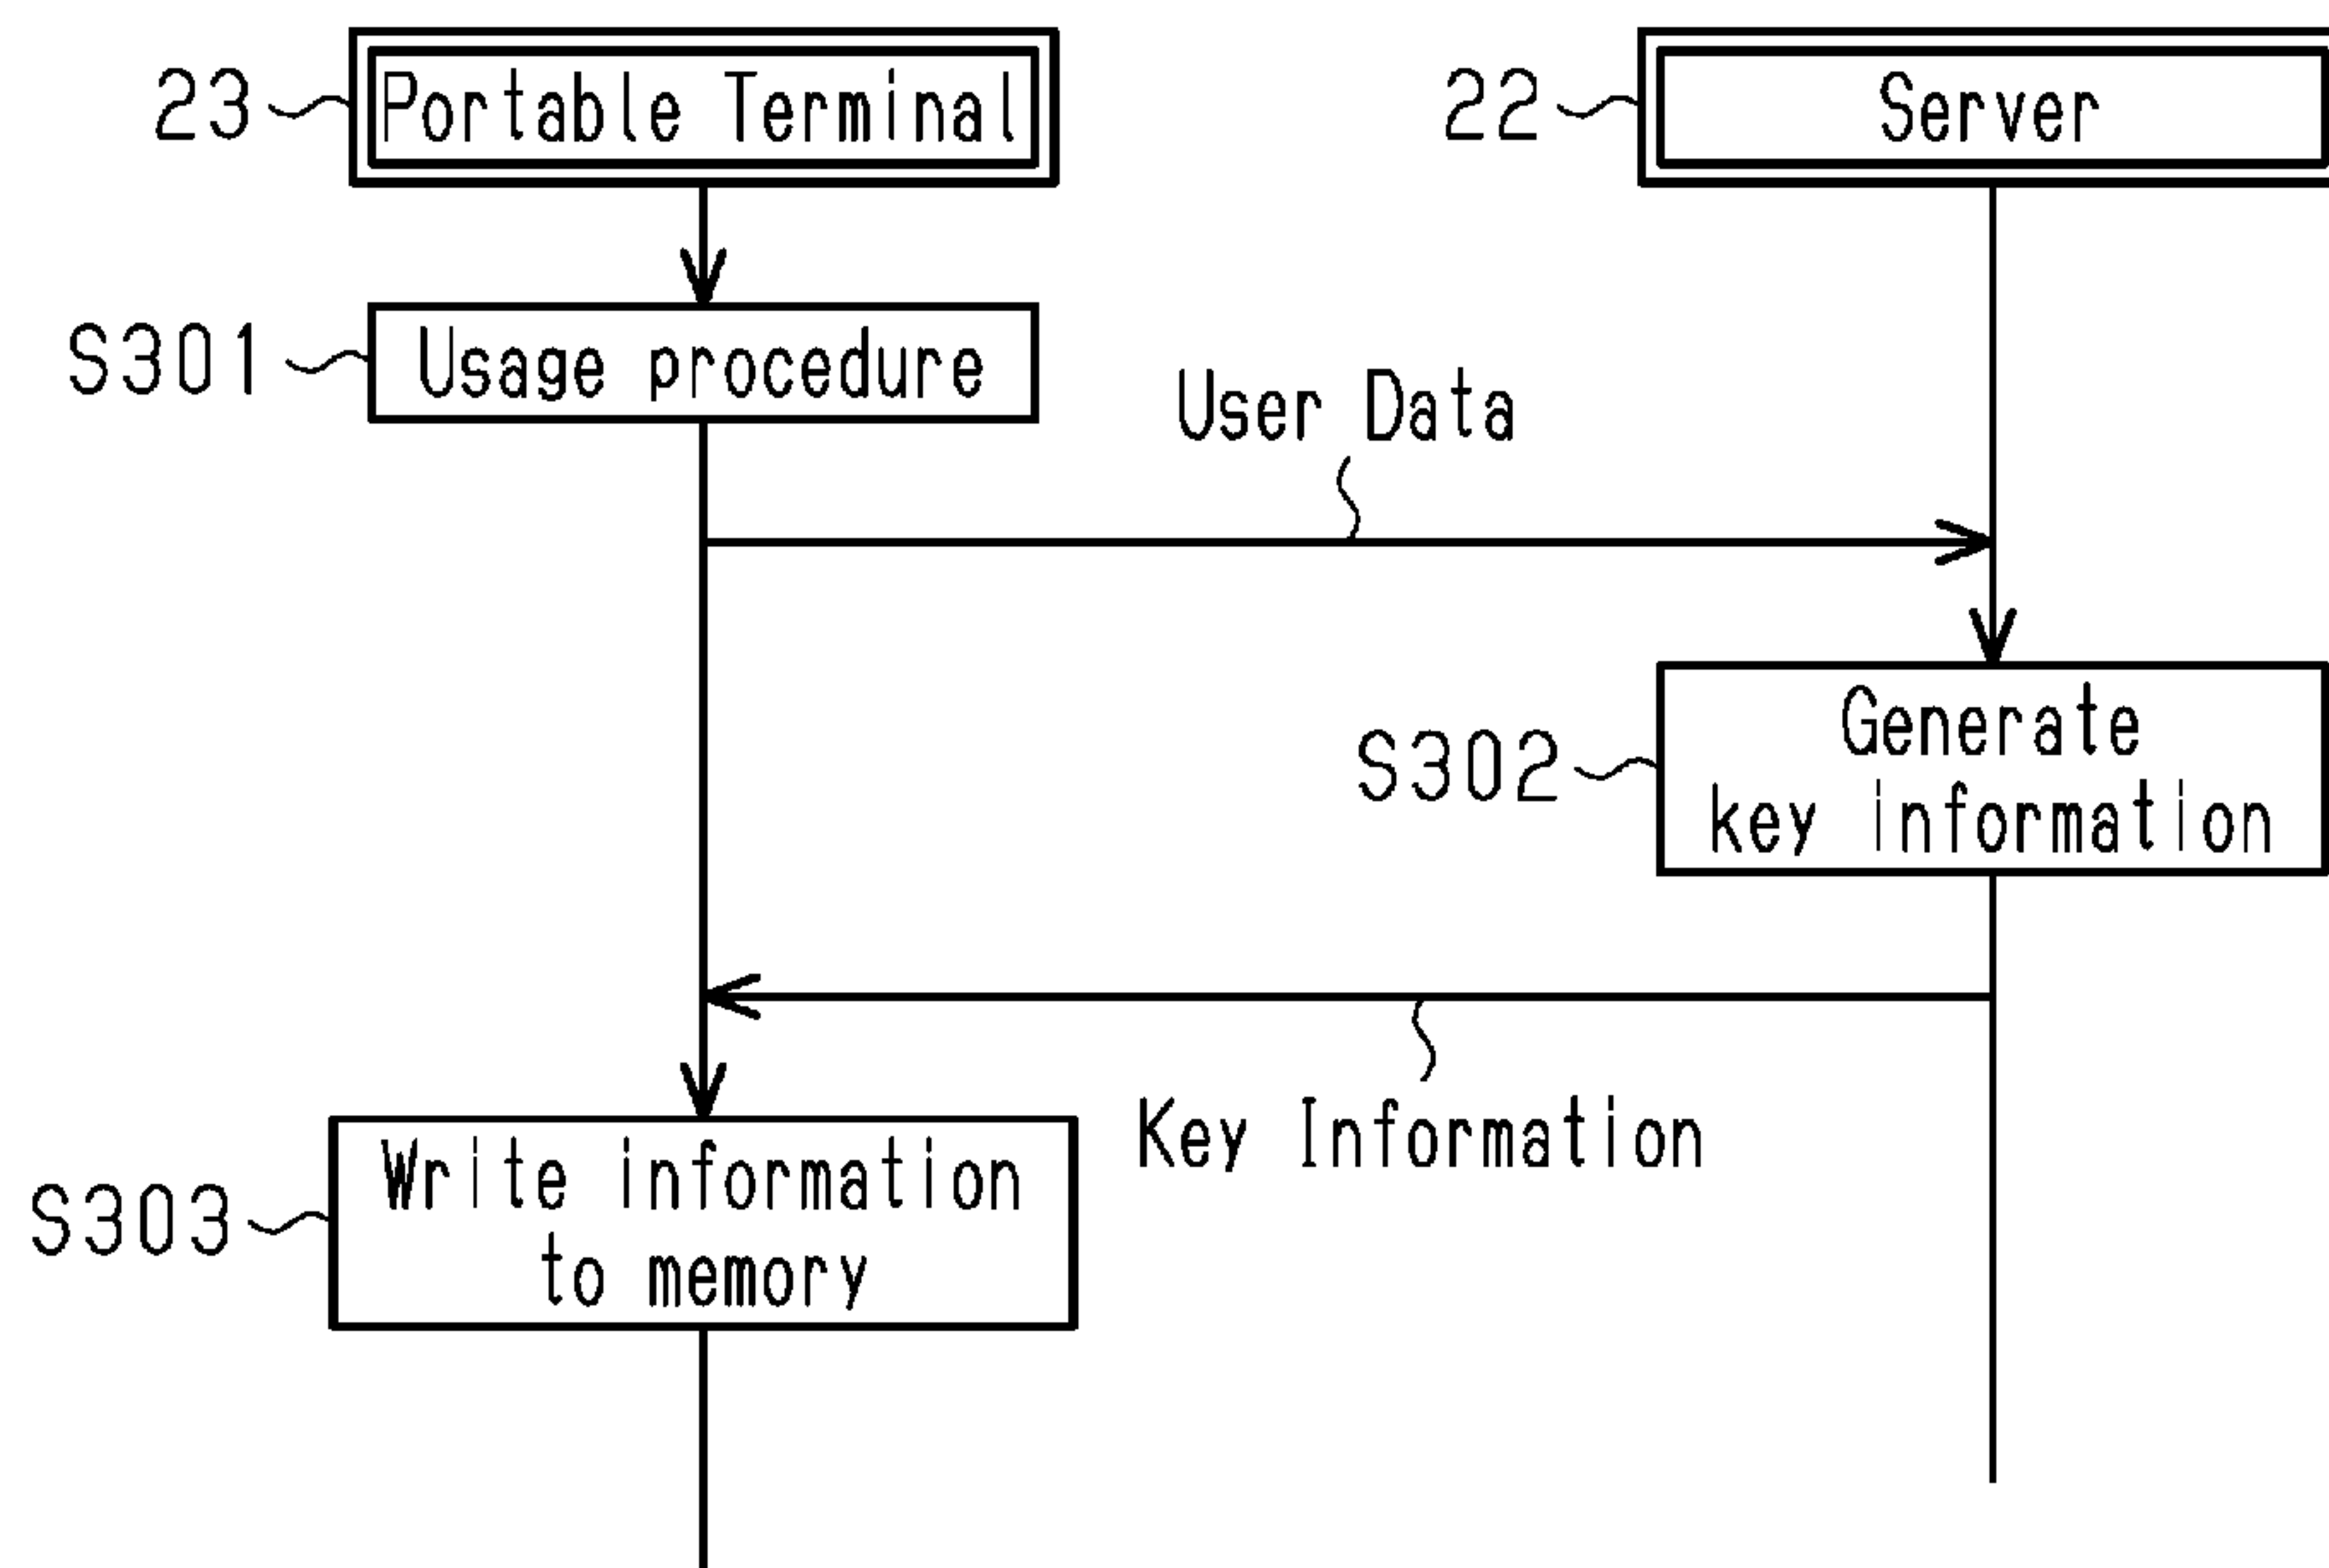 23
Portable Terminal
22
Server
S301
Usage procedure
User Data
S302
Generate
key information
Key Information
S303
Write information
to memory